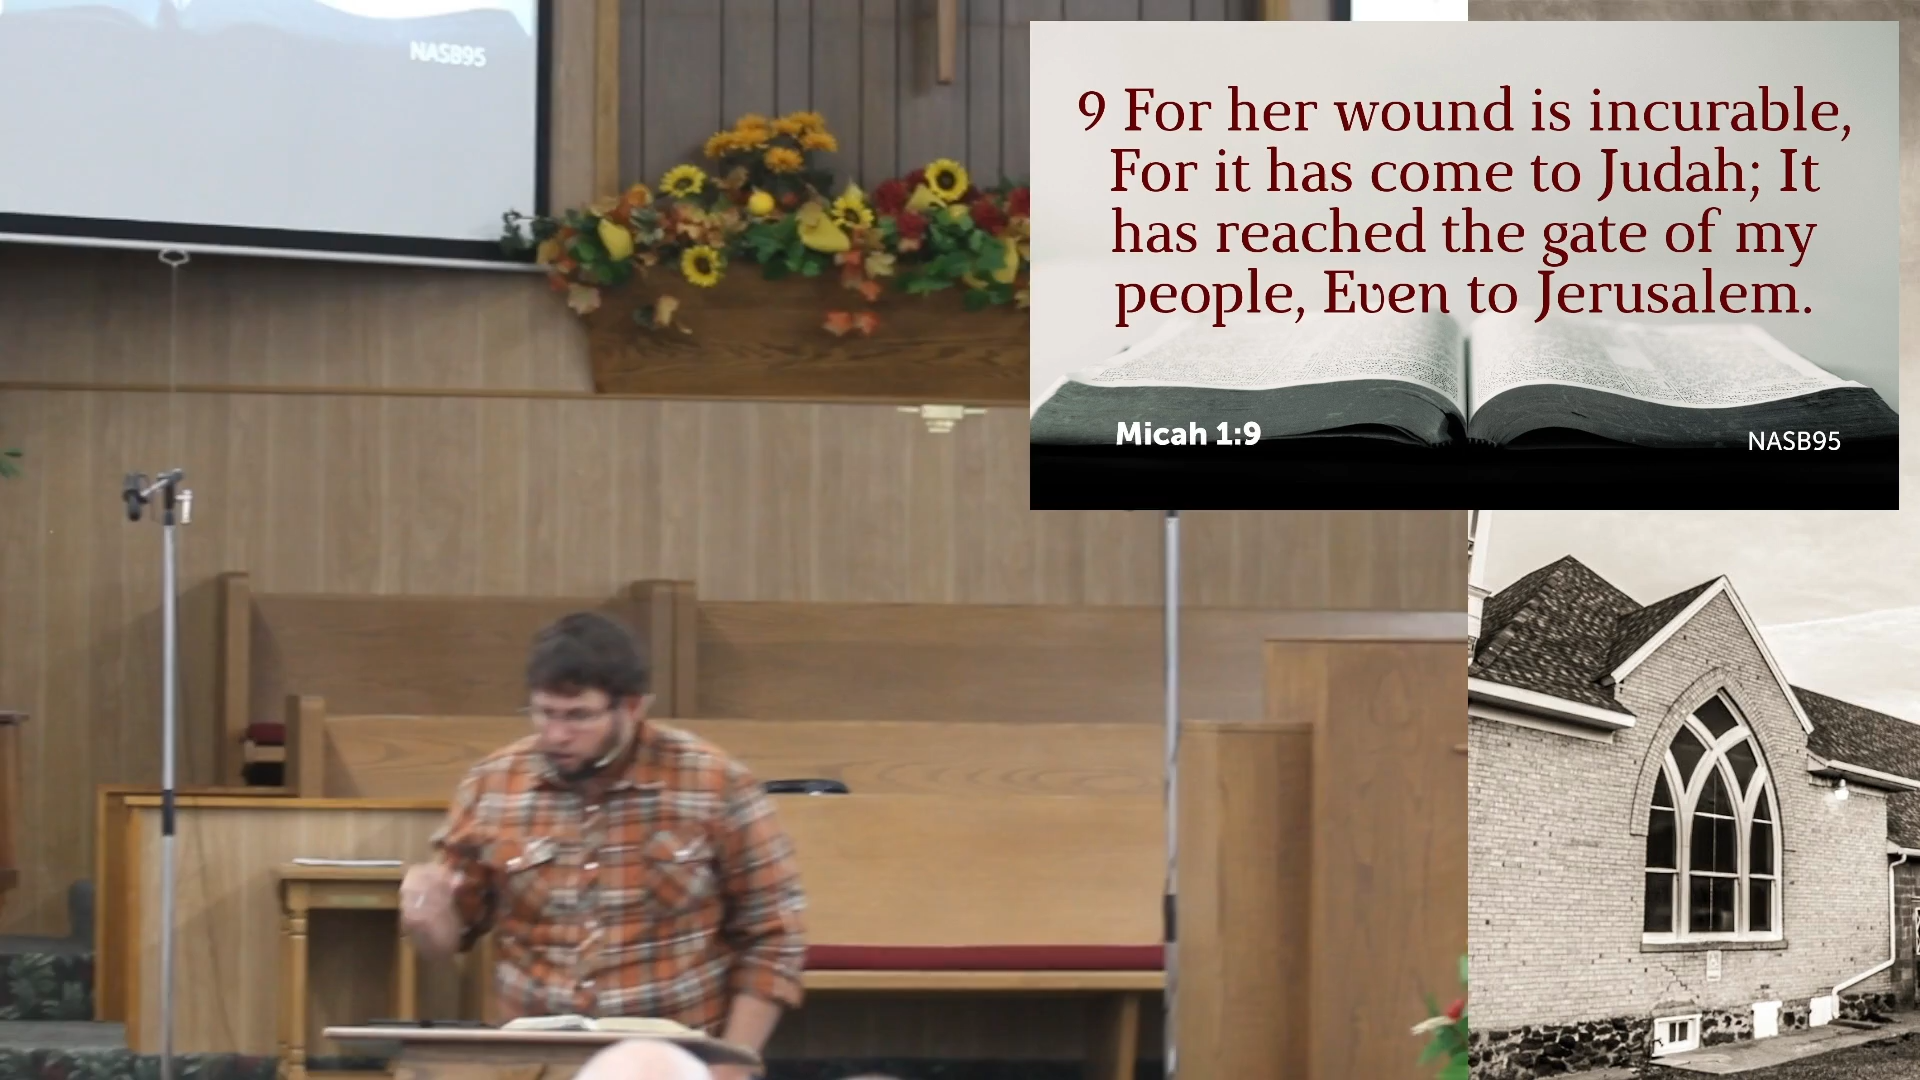 NASB95
9 For her wound is incurable,
For it has come to Judah; It
has reached the gate of my
people, Even to Jerusalem.
Micah 1:9
NASB95